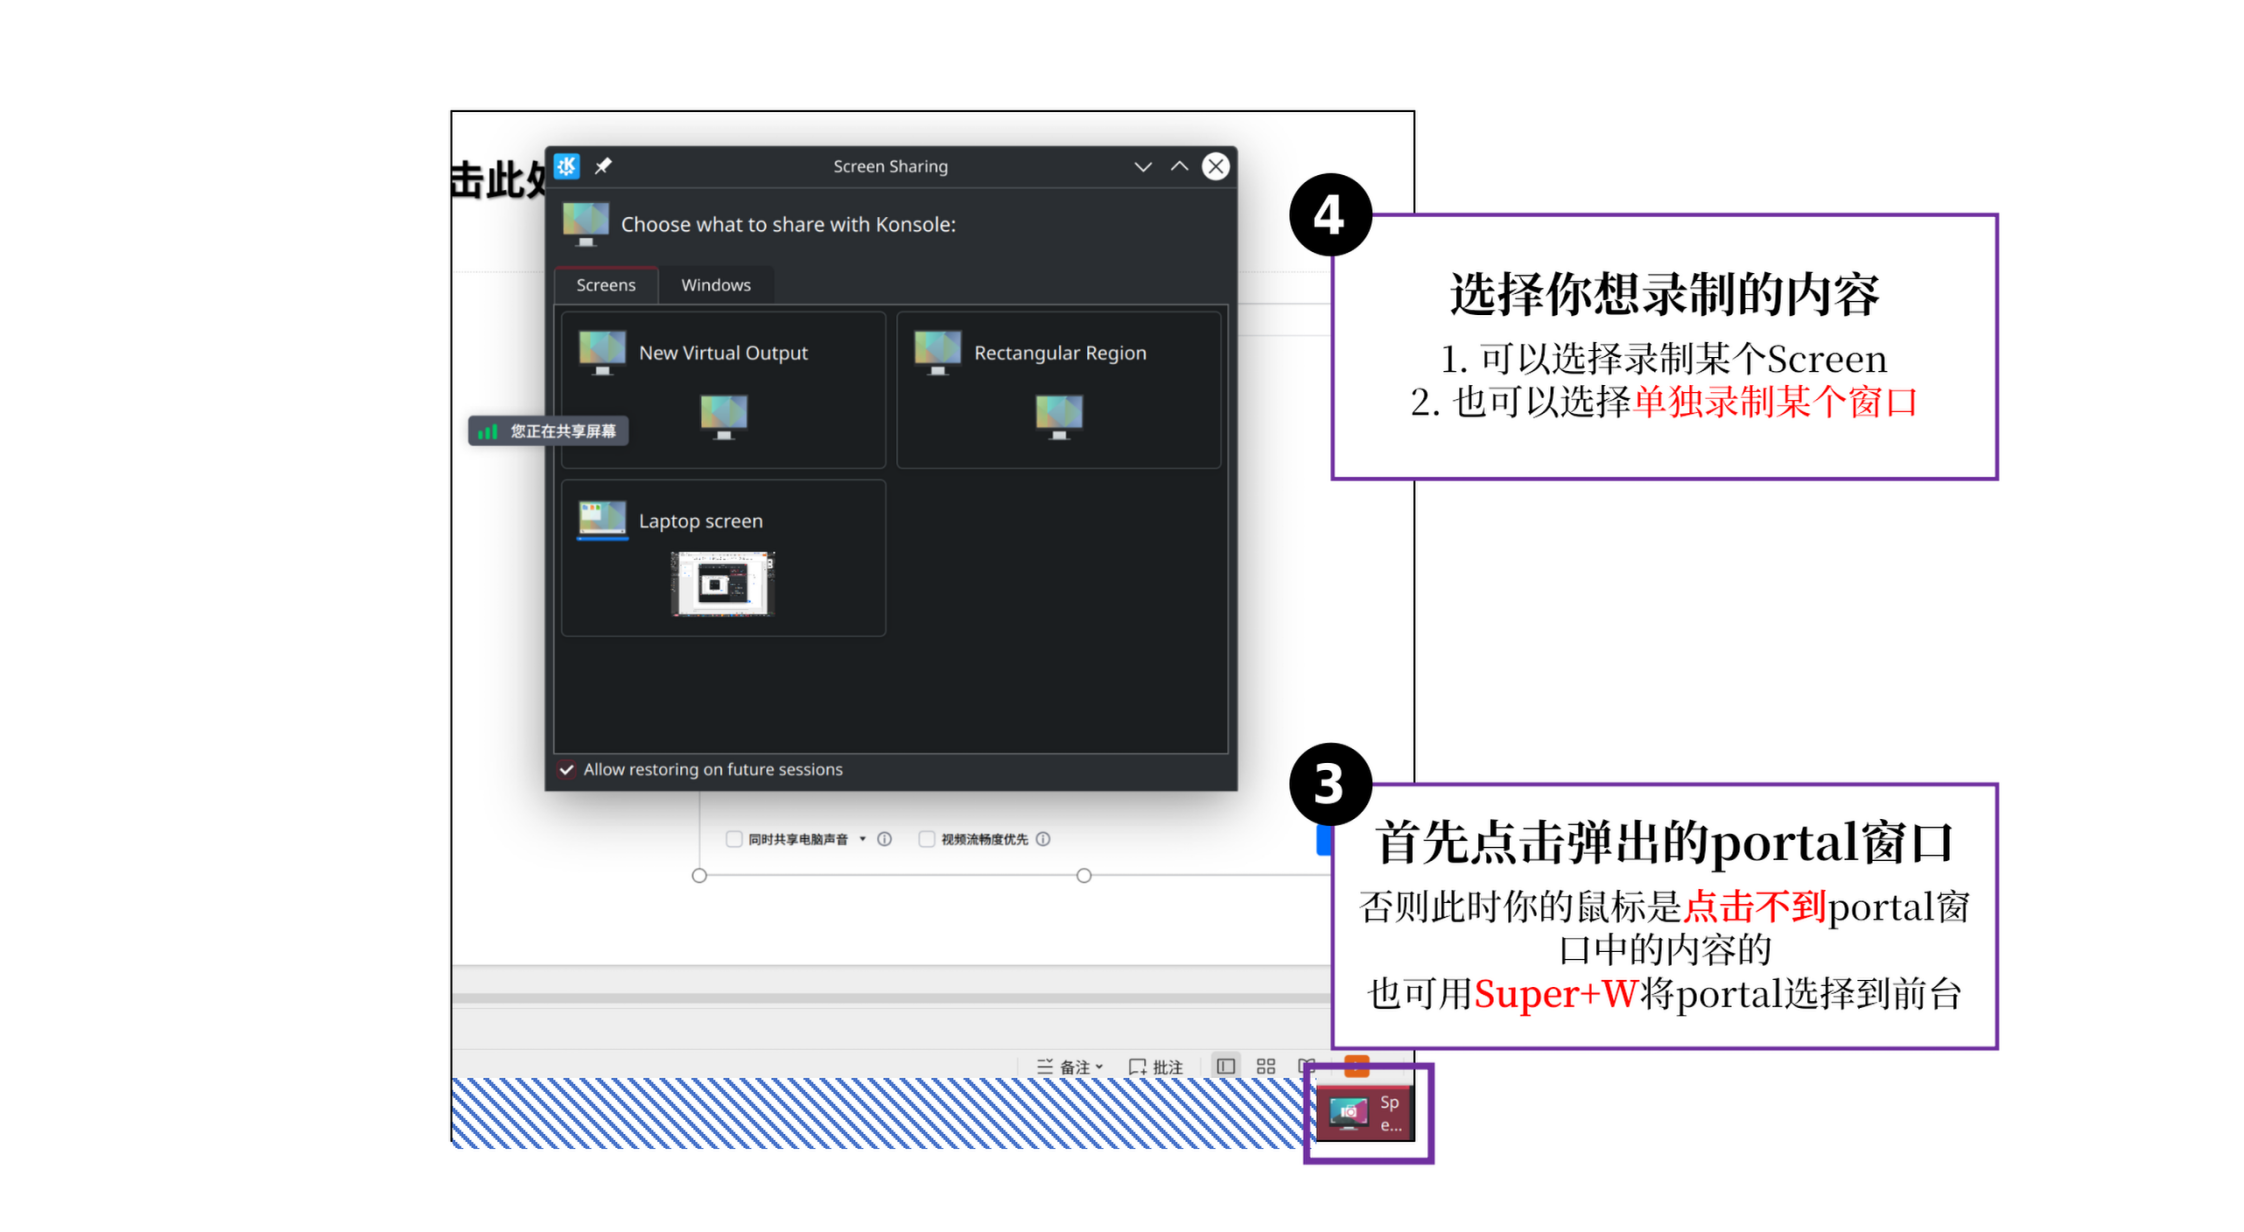 击此处
Screen Sharing
Choose what to share with Konsole:
Screens
Windows
New Virtual Output
Rectangular Region
您正在共享屏幕
Laptop screen
Allow restoring on future sessions
同时共享电脑声音
视频流畅度优先
备注
批注
Sp
e...
4
选择你想录制的内容
1. 可以选择录制某个Screen
2. 也可以选择单独录制某个窗口
3
首先点击弹出的portal窗口
否则此时你的鼠标是点击不到portal窗
口中的内容的
也可用Super+W将portal选择到前台